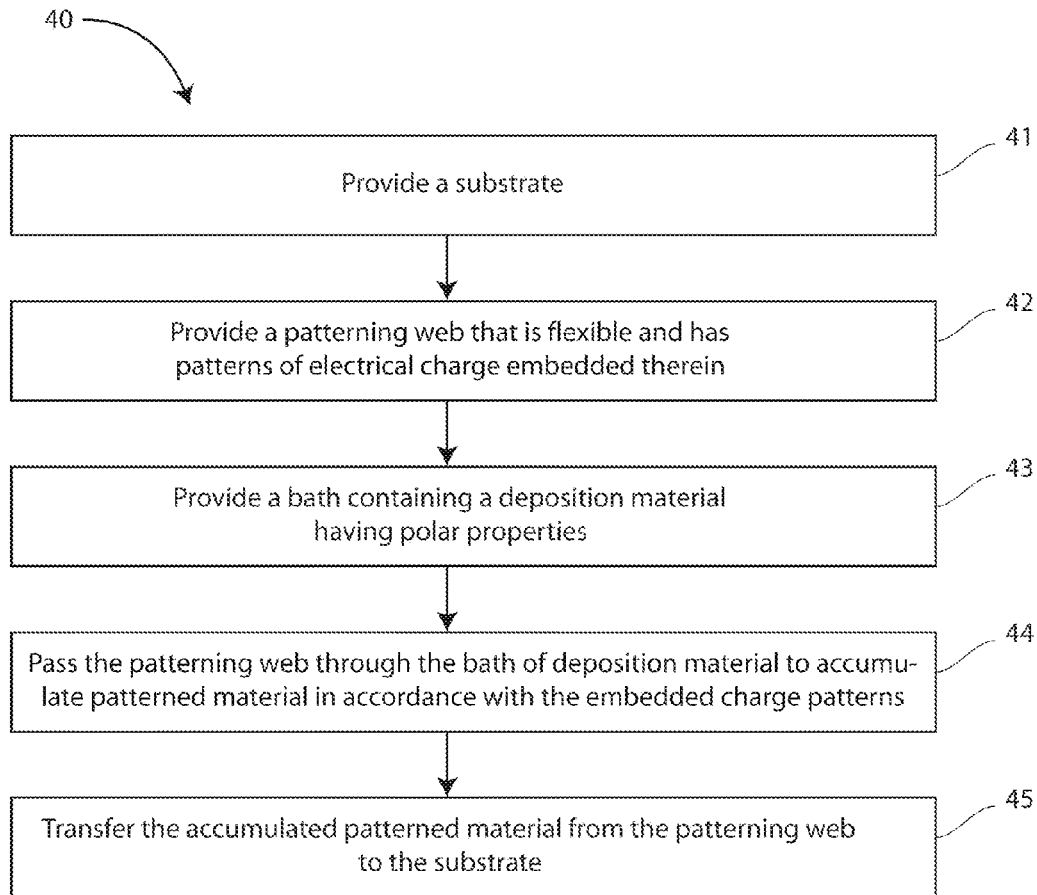 40
41
Provide a substrate
42
Provide a patterning web that is flexible and has
patterns of electrical charge embedded therein
43
Provide a bath containing a deposition material
having polar properties
44
Pass the patterning web through the bath of deposition material to accumu-
late patterned material in accordance with the embedded charge patterns
45
Transfer the accumulated patterned material from the patterning web
to the substrate